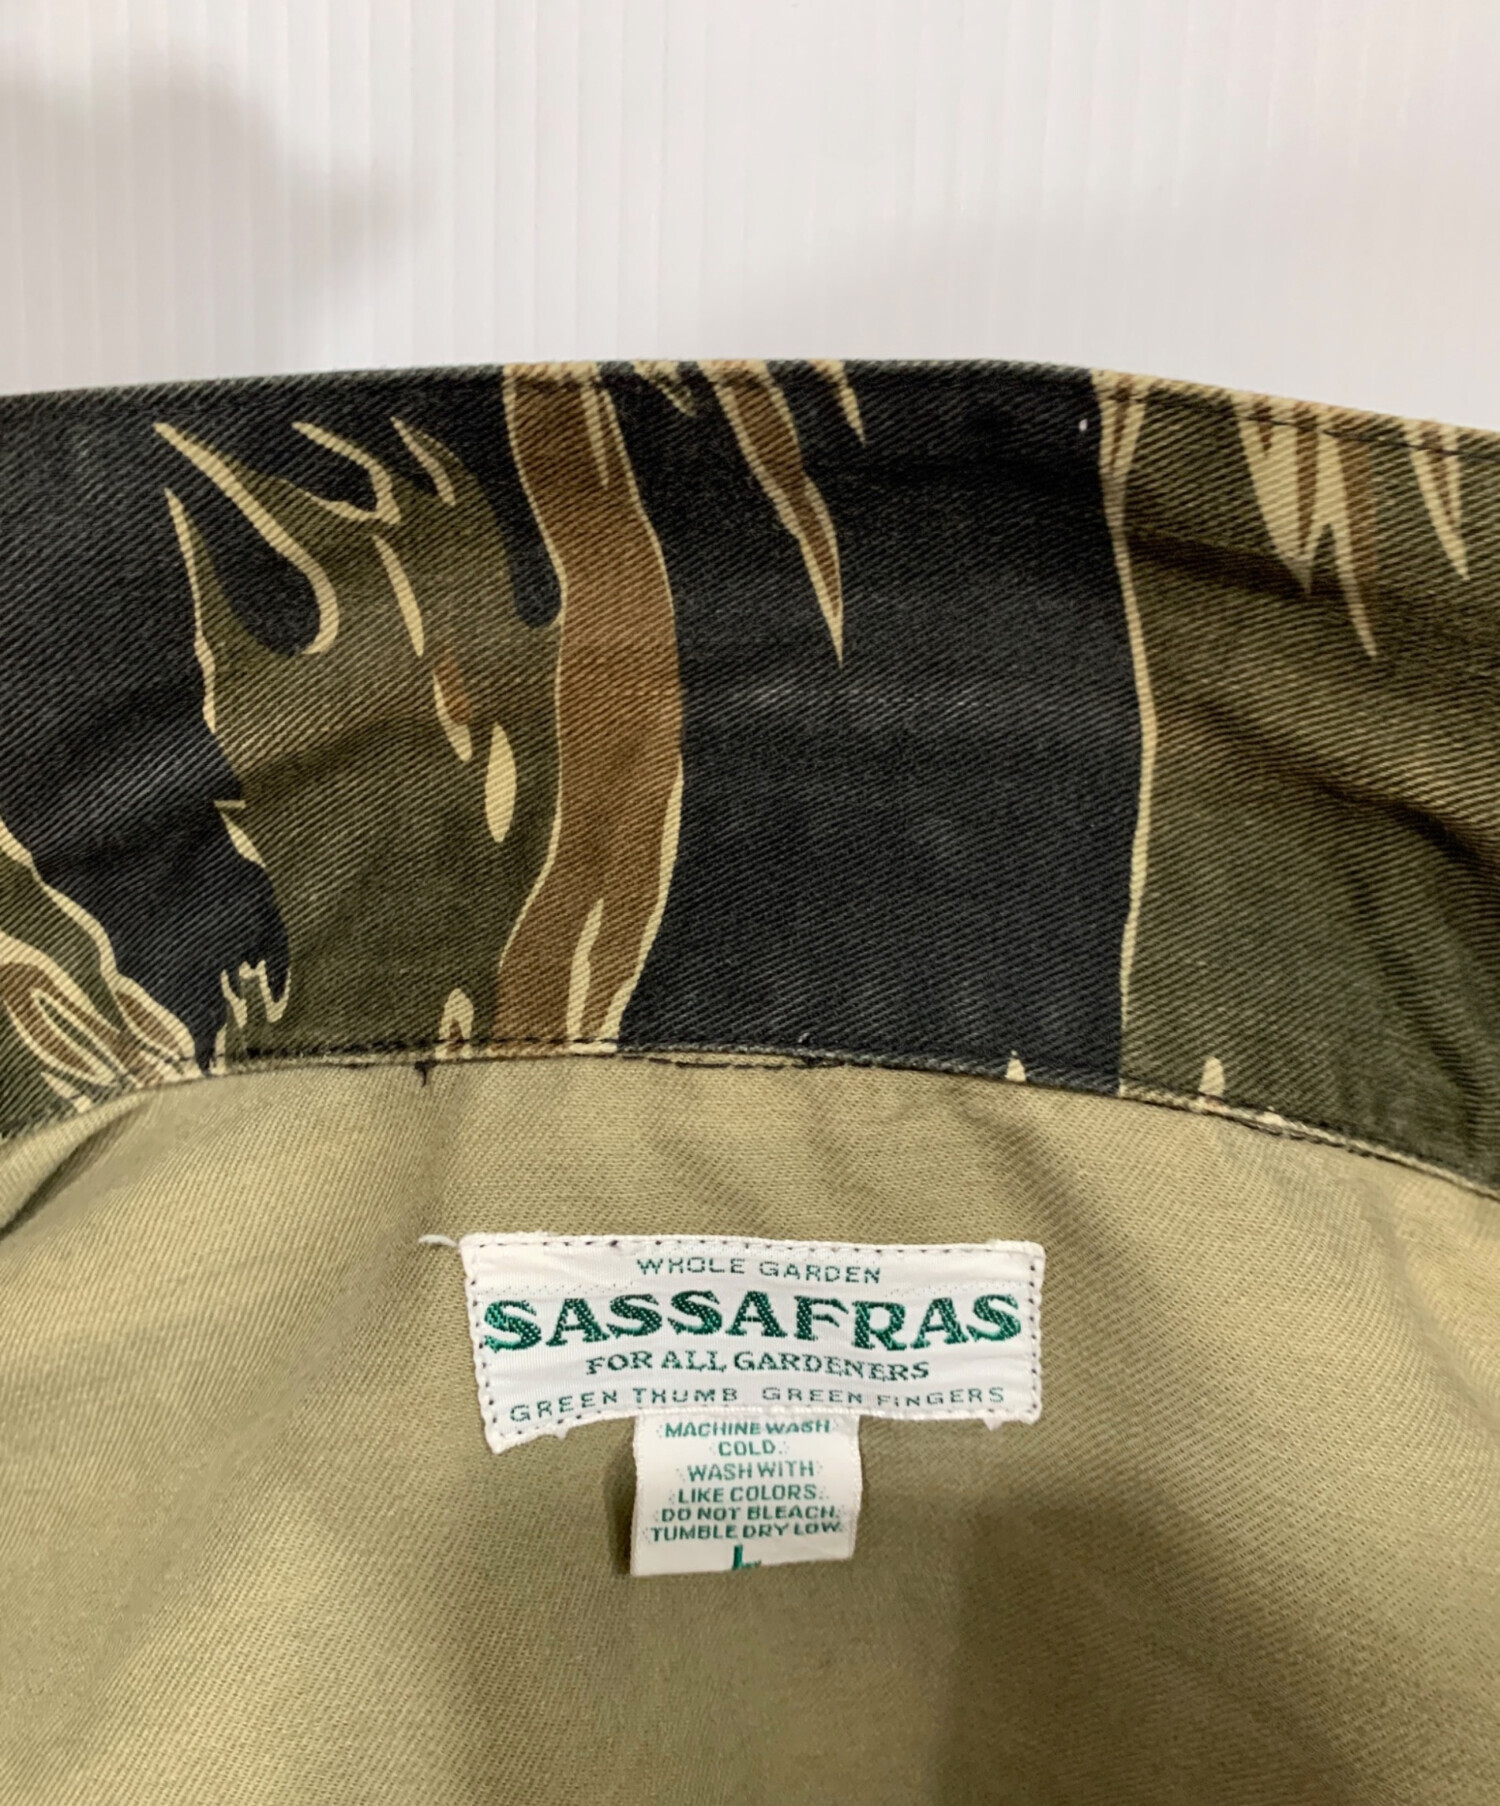 WHOLE GARDEN
SASSAFRAS
FOR ALL GARDENERS
GREEN THUMB GREEN FINGERS
MACHINE WASH
COLD.
WASH WITH
LIKE COLORS.
DO NOT BLEACH.
TUMBLE DRY LOW.
L